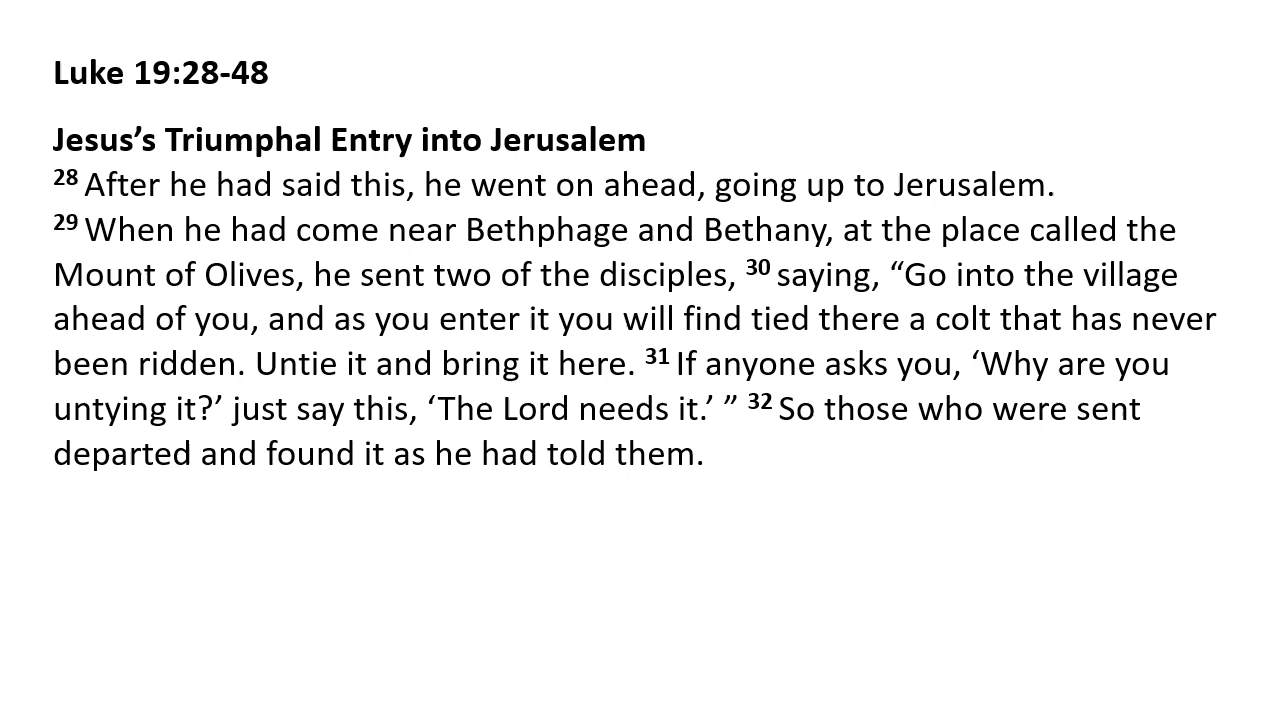 Luke 19:28-48
Jesus’s Triumphal Entry into Jerusalem
28 After he had said this, he went on ahead, going up to Jerusalem.
29 When he had come near Bethphage and Bethany, at the place called the
Mount of Olives, he sent two of the disciples, 30 saying, “Go into the village
ahead of you, and as you enter it you will find tied there a colt that has never
been ridden. Untie it and bring it here. 31 If anyone asks you, ‘Why are you
untying it?’ just say this, ‘The Lord needs it.’ ” 32 So those who were sent
departed and found it as he had told them.